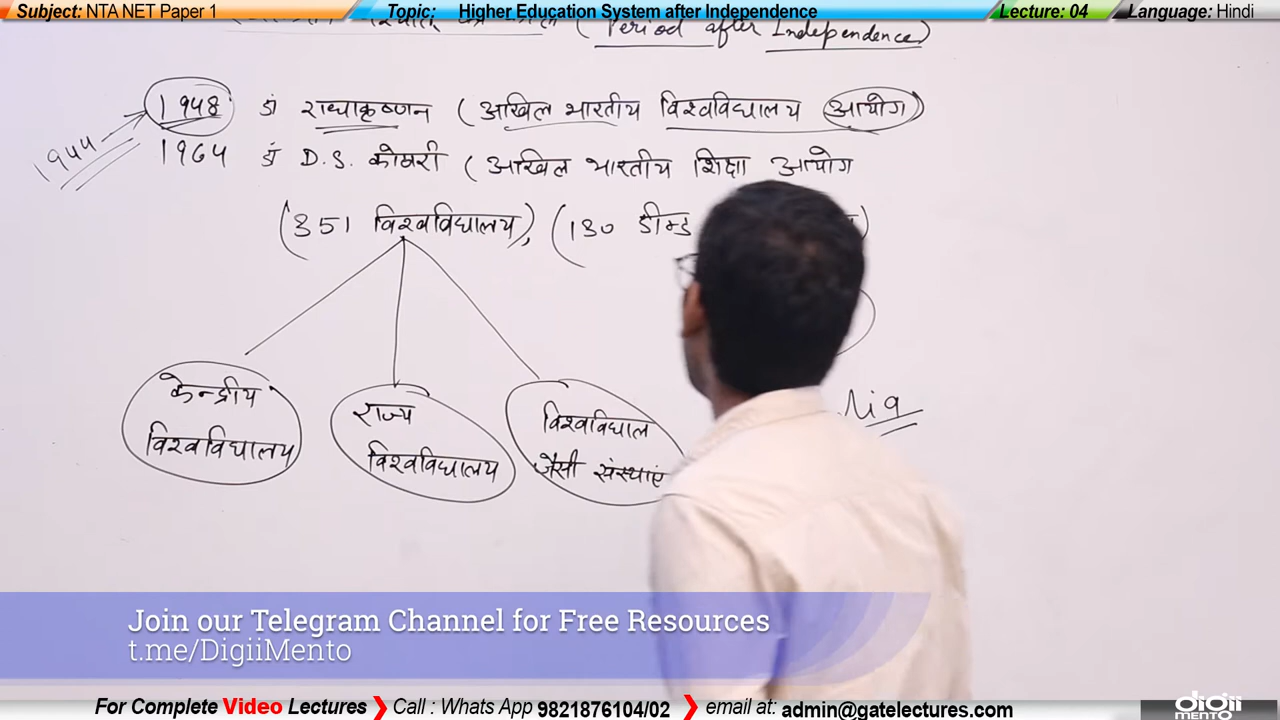 Subject: NTA NET Paper 1
Topic: Higher Education System after Independence
Lecture: 04
Language: Hindi
(Period after Independence)
1948 डॉ राधाकृष्णन (अखिल भारतीय विश्वविद्यालय आयोग)
1944
1964 डॉ D.S. कोठारी (अखिल भारतीय शिक्षा आयोग
(351 विश्वविद्यालय), (130 डीम्ड
केन्द्रीय
विश्वविद्यालय
राज्य
विश्वविद्यालय
विश्वविद्याल
जैसी संस्थाएं
Join our Telegram Channel for Free Resources
t.me/DigiiMento
For Complete Video Lectures
Call : Whats App 9821876104/02
email at: admin@gatelectures.com
digii
MENTO